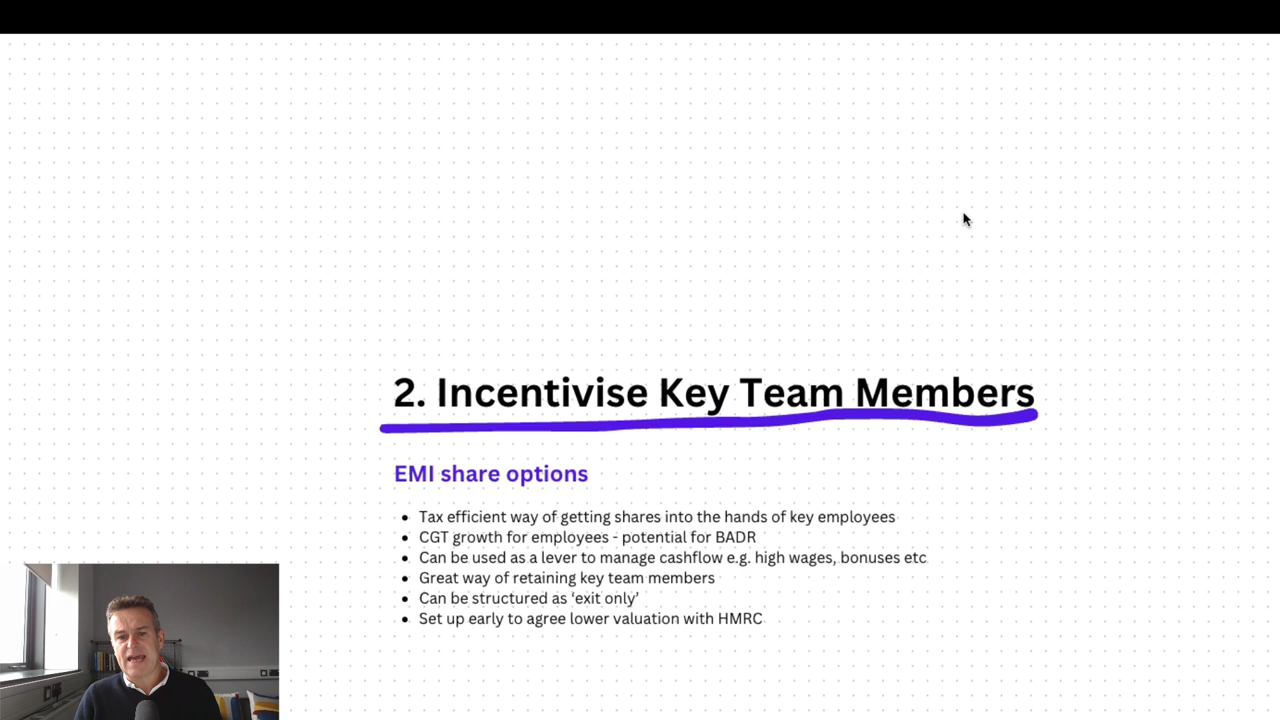 2. Incentivise Key Team Members
EMI share options
• Tax efficient way of getting shares into the hands of key employees
• CGT growth for employees - potential for BADR
• Can be used as a lever to manage cashflow e.g. high wages, bonuses etc
• Great way of retaining key team members
• Can be structured as ‘exit only’
• Set up early to agree lower valuation with HMRC